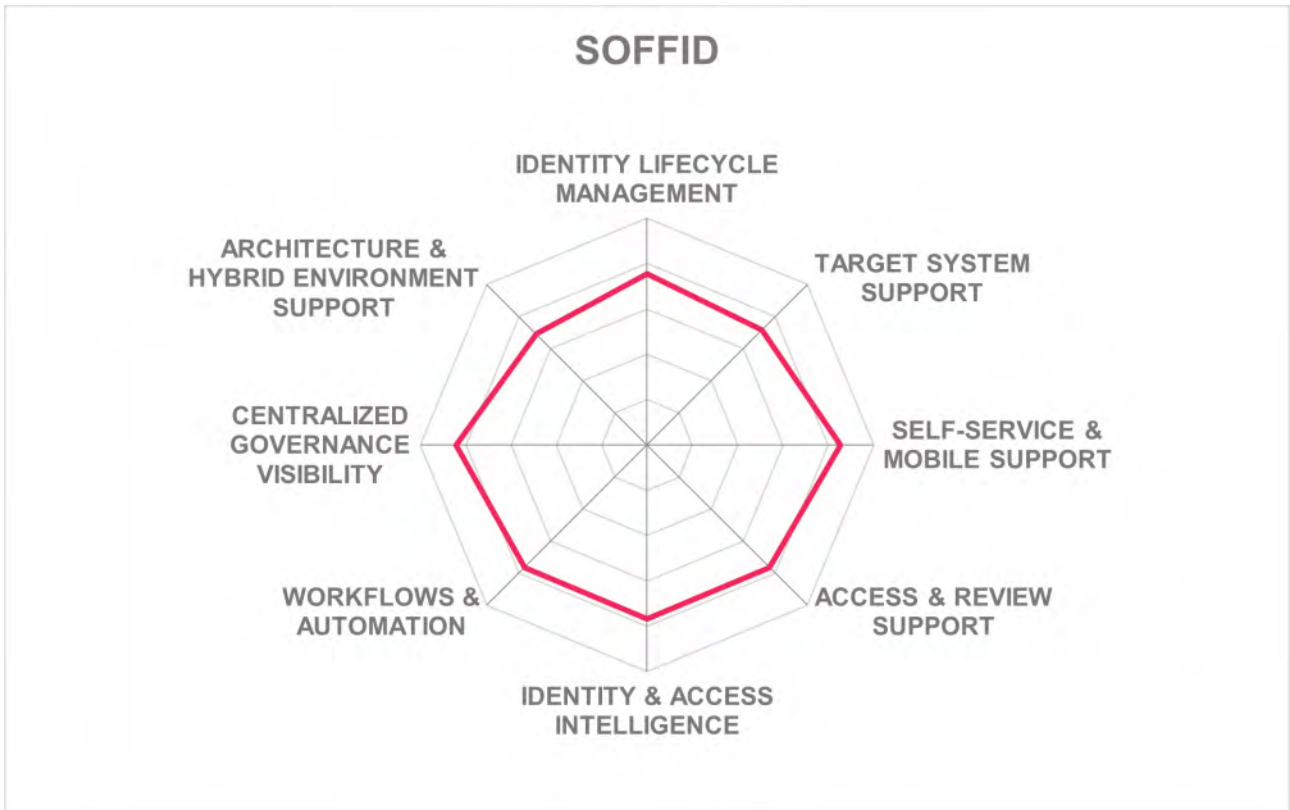 SOFFID
IDENTITY LIFECYCLE
MANAGEMENT
ARCHITECTURE &
HYBRID ENVIRONMENT
SUPPORT
TARGET SYSTEM
SUPPORT
CENTRALIZED
GOVERNANCE
VISIBILITY
SELF-SERVICE &
MOBILE SUPPORT
WORKFLOWS &
AUTOMATION
ACCESS & REVIEW
SUPPORT
IDENTITY & ACCESS
INTELLIGENCE